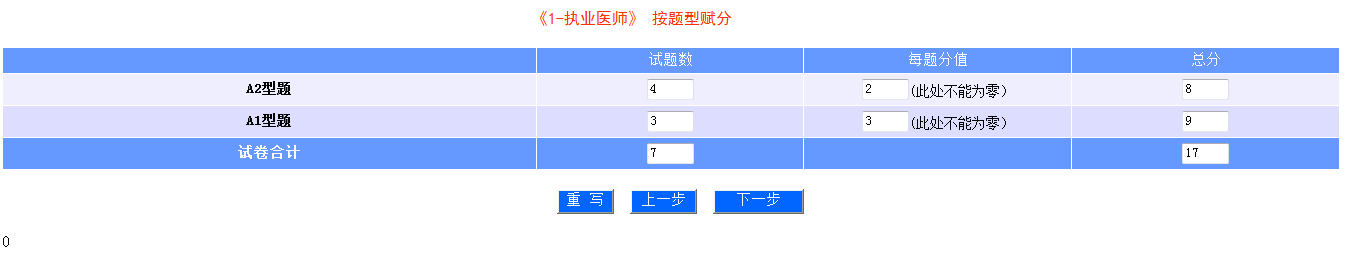 《1-执业医师》 按题型赋分
试题数 每题分值 总分
A2型题 4 2 (此处不能为零) 8
A1型题 3 3 (此处不能为零) 9
试卷合计 7 17
重 写 上一步 下一步
0